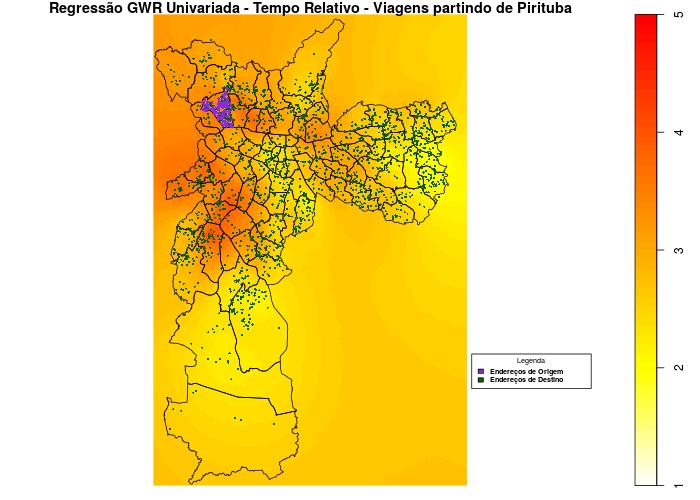 Regressão GWR Univariada - Tempo Relativo - Viagens partindo de Pirituba
5
4
3
2
1
Legenda
Endereços de Origem
Endereços de Destino